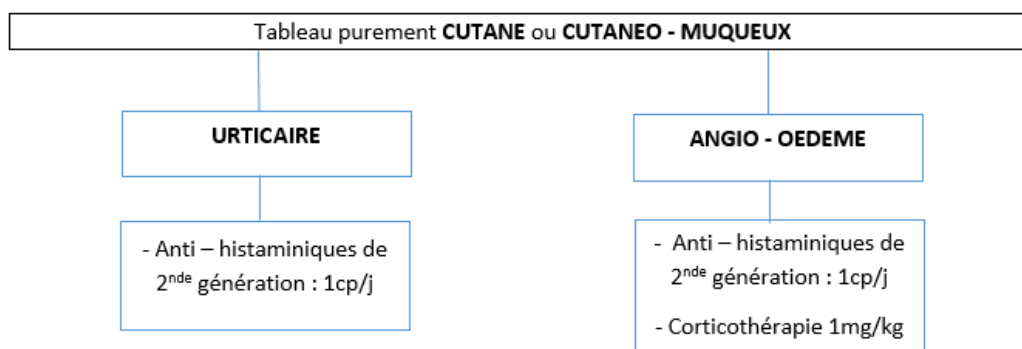 Tableau purement CUTANE ou CUTANEO - MUQUEUX
URTICAIRE
ANGIO - OEDEME
- Anti – histaminiques de
2nde génération : 1cp/j
- Anti – histaminiques de
2nde génération : 1cp/j
- Corticothérapie 1mg/kg